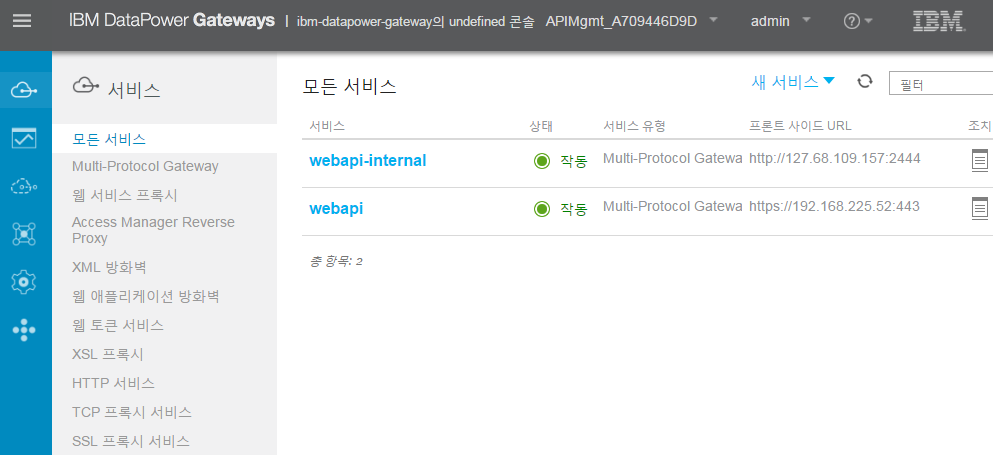 IBM DataPower Gateways | ibm-datapower-gateway의 undefined 콘솔 APIMgmt_A709446D9D admin ? IBM
서비스
모든 서비스
Multi-Protocol Gateway
웹 서비스 프록시
Access Manager Reverse
Proxy
XML 방화벽
웹 애플리케이션 방화벽
웹 토큰 서비스
XSL 프록시
HTTP 서비스
TCP 프록시 서비스
SSL 프록시 서비스
모든 서비스 새 서비스 필터
서비스 상태 서비스 유형 프론트 사이드 URL 조치
webapi-internal 작동 Multi-Protocol Gatewa http://127.68.109.157:2444
webapi 작동 Multi-Protocol Gatewa https://192.168.225.52:443
총 항목: 2